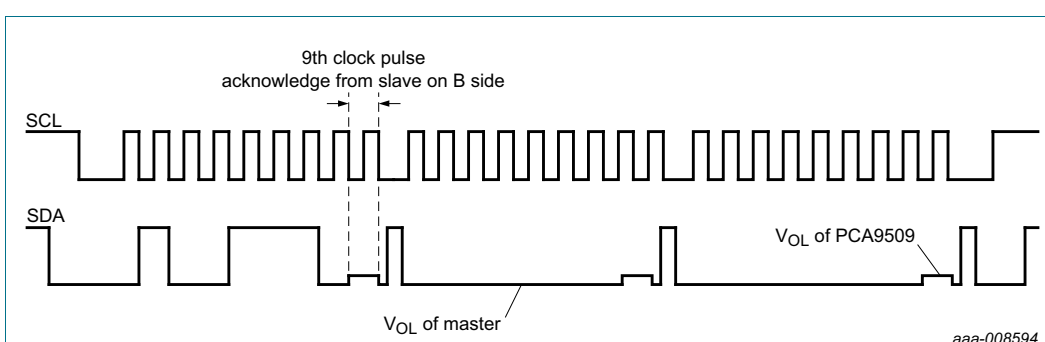 9th clock pulse
acknowledge from slave on B side
SCL
SDA
VOL of PCA9509
VOL of master
aaa-008594